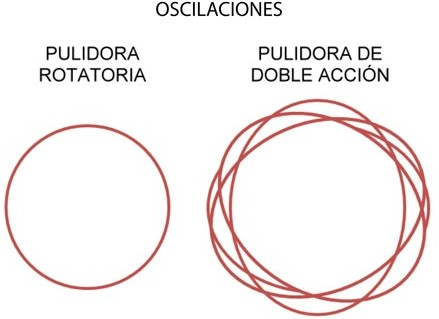 OSCILACIONES
PULIDORA
ROTATORIA
PULIDORA DE
DOBLE ACCIÓN